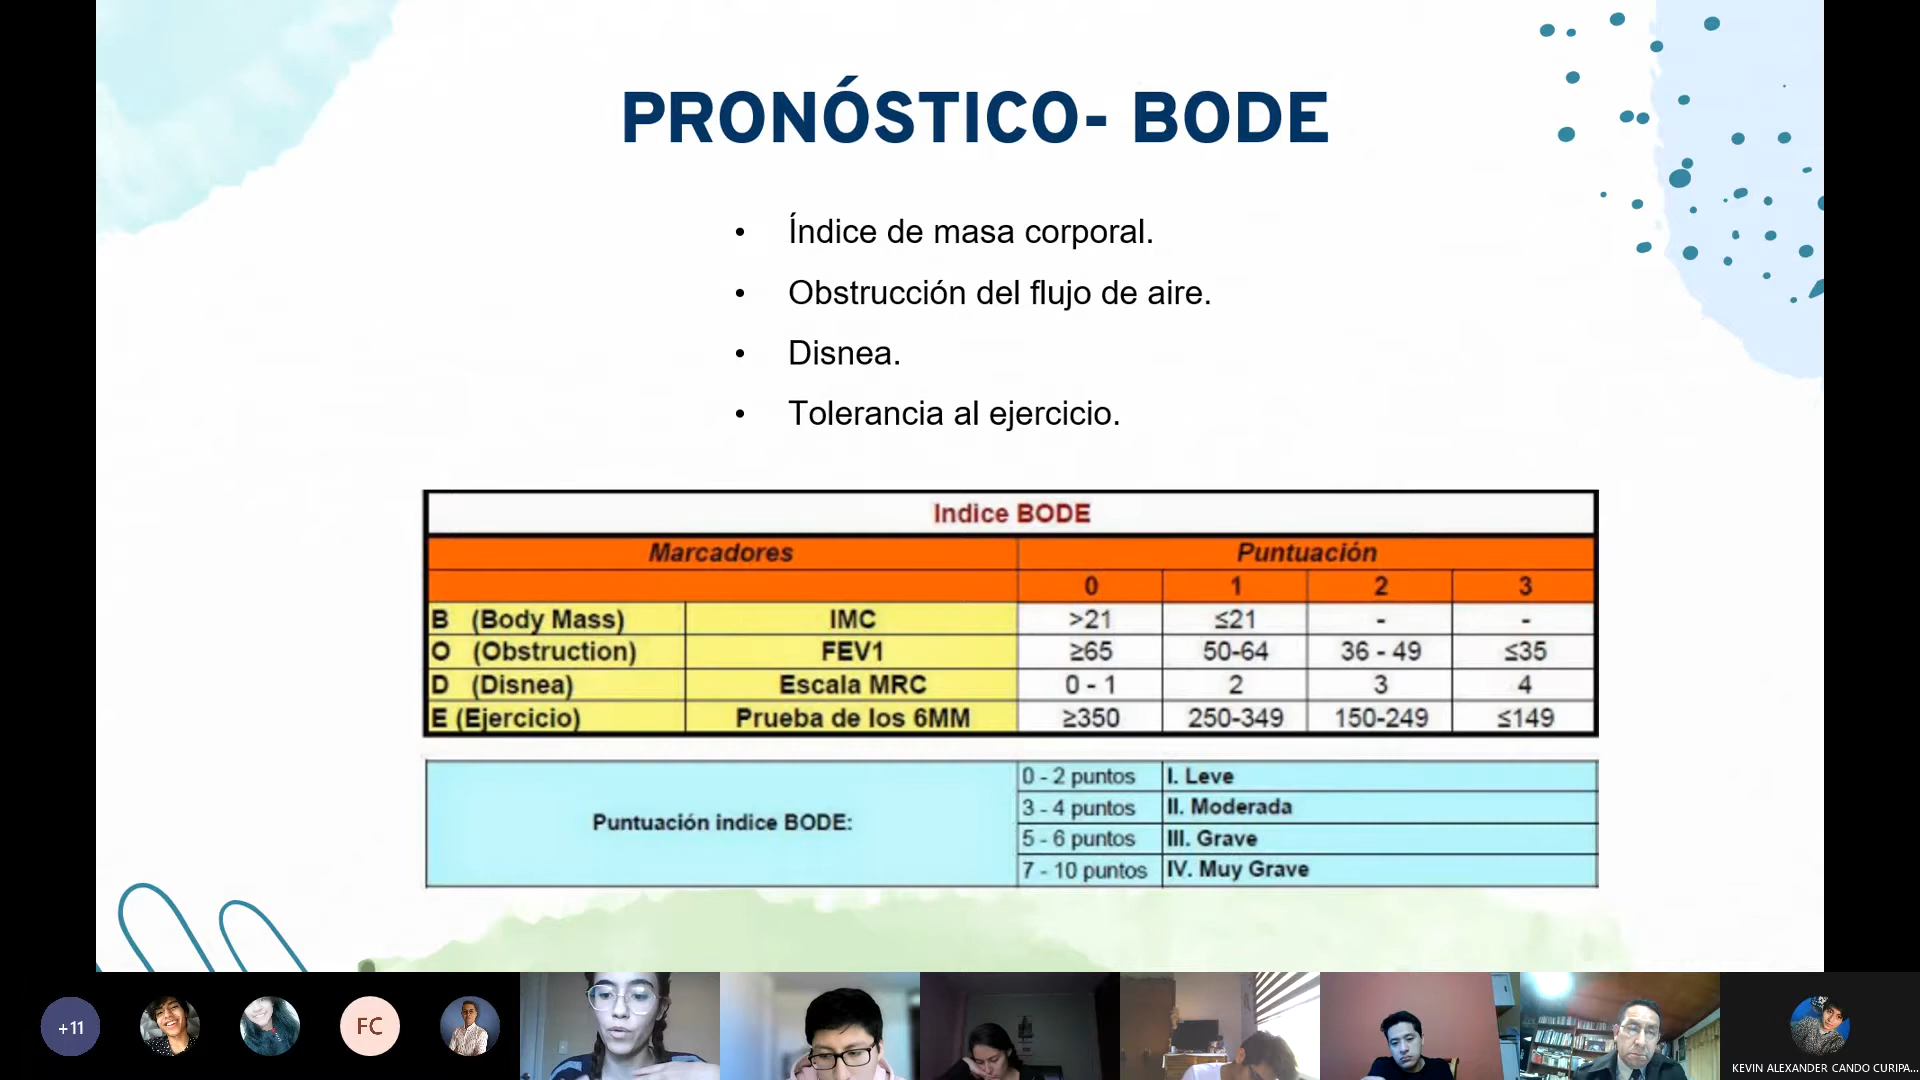 PRONÓSTICO- BODE
• Índice de masa corporal.
• Obstrucción del flujo de aire.
• Disnea.
• Tolerancia al ejercicio.
Indice BODE
Marcadores Puntuación
0 1 2 3
B (Body Mass) IMC >21 ≤21 - -
O (Obstruction) FEV1 ≥65 50-64 36 - 49 ≤35
D (Disnea) Escala MRC 0 - 1 2 3 4
E (Ejercicio) Prueba de los 6MM ≥350 250-349 150-249 ≤149
Puntuación indice BODE:
0 - 2 puntos I. Leve
3 - 4 puntos II. Moderada
5 - 6 puntos III. Grave
7 - 10 puntos IV. Muy Grave
+11
FC
KEVIN ALEXANDER CANDO CURIPA...